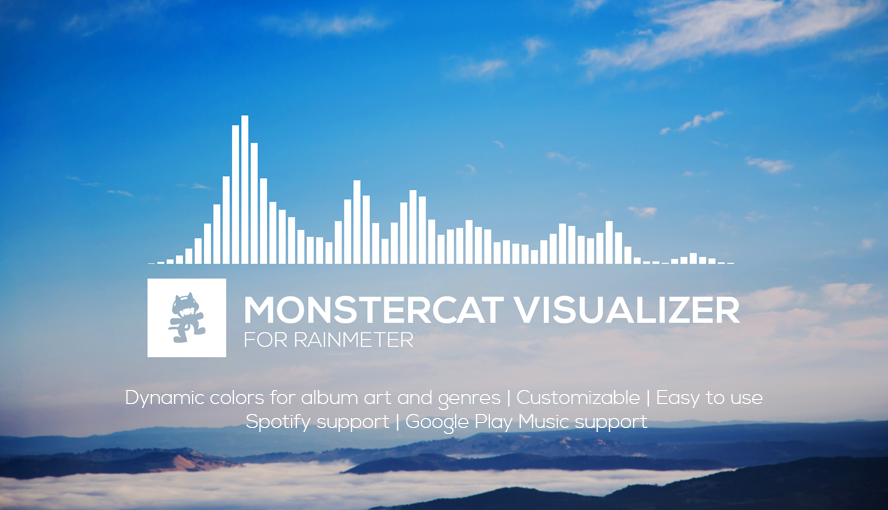 MONSTERCAT VISUALIZER
FOR RAINMETER
Dynamic colors for album art and genres | Customizable | Easy to use
Spotify support | Google Play Music support